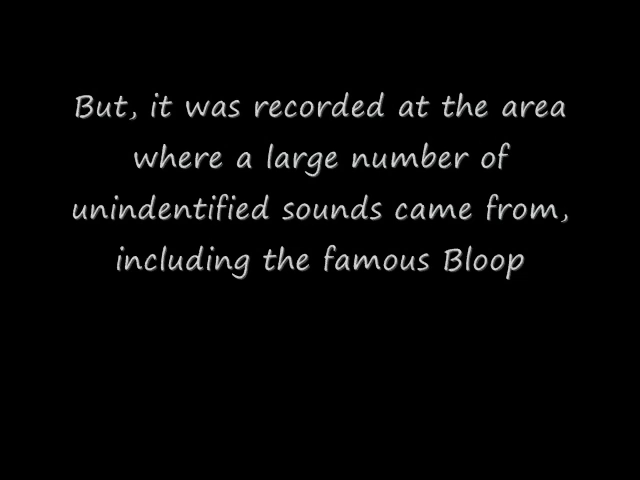 But, it was recorded at the area
where a large number of
unindentified sounds came from,
including the famous Bloop